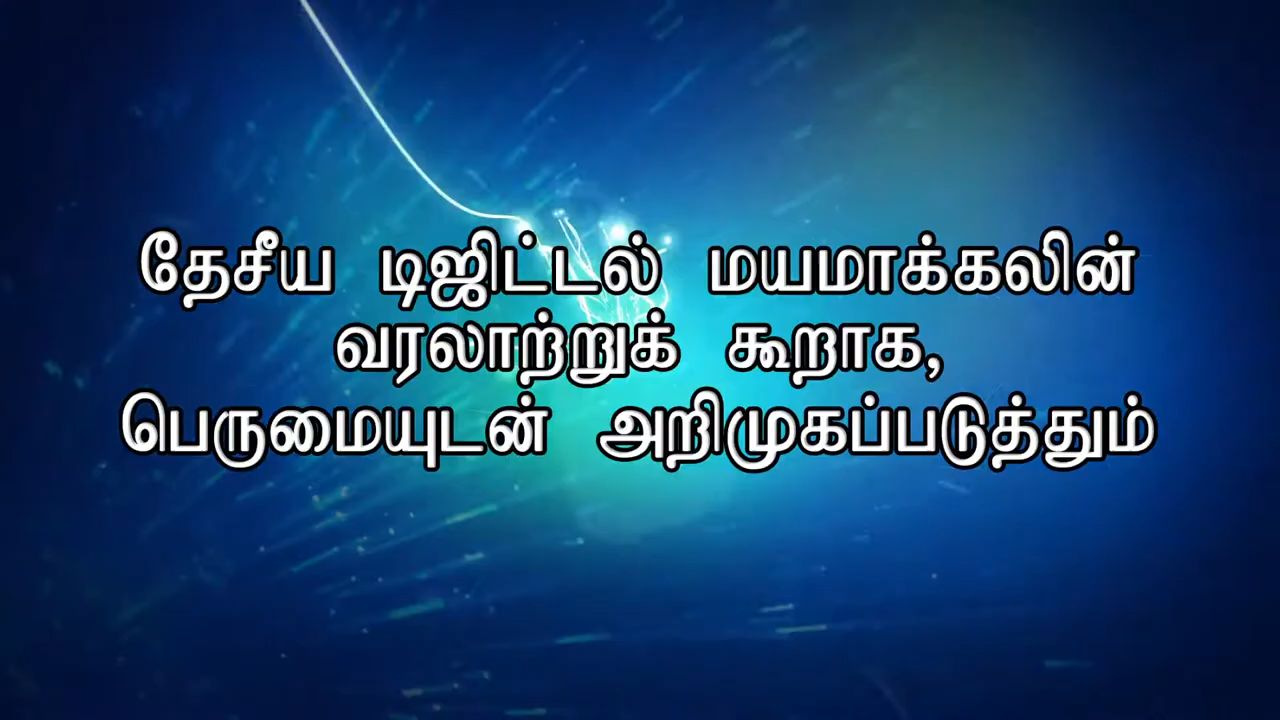 தேசீய டிஜிட்டல் மயமாக்கலின்
வரலாற்றுக் கூறாக,
பெருமையுடன் அறிமுகப்படுத்தும்